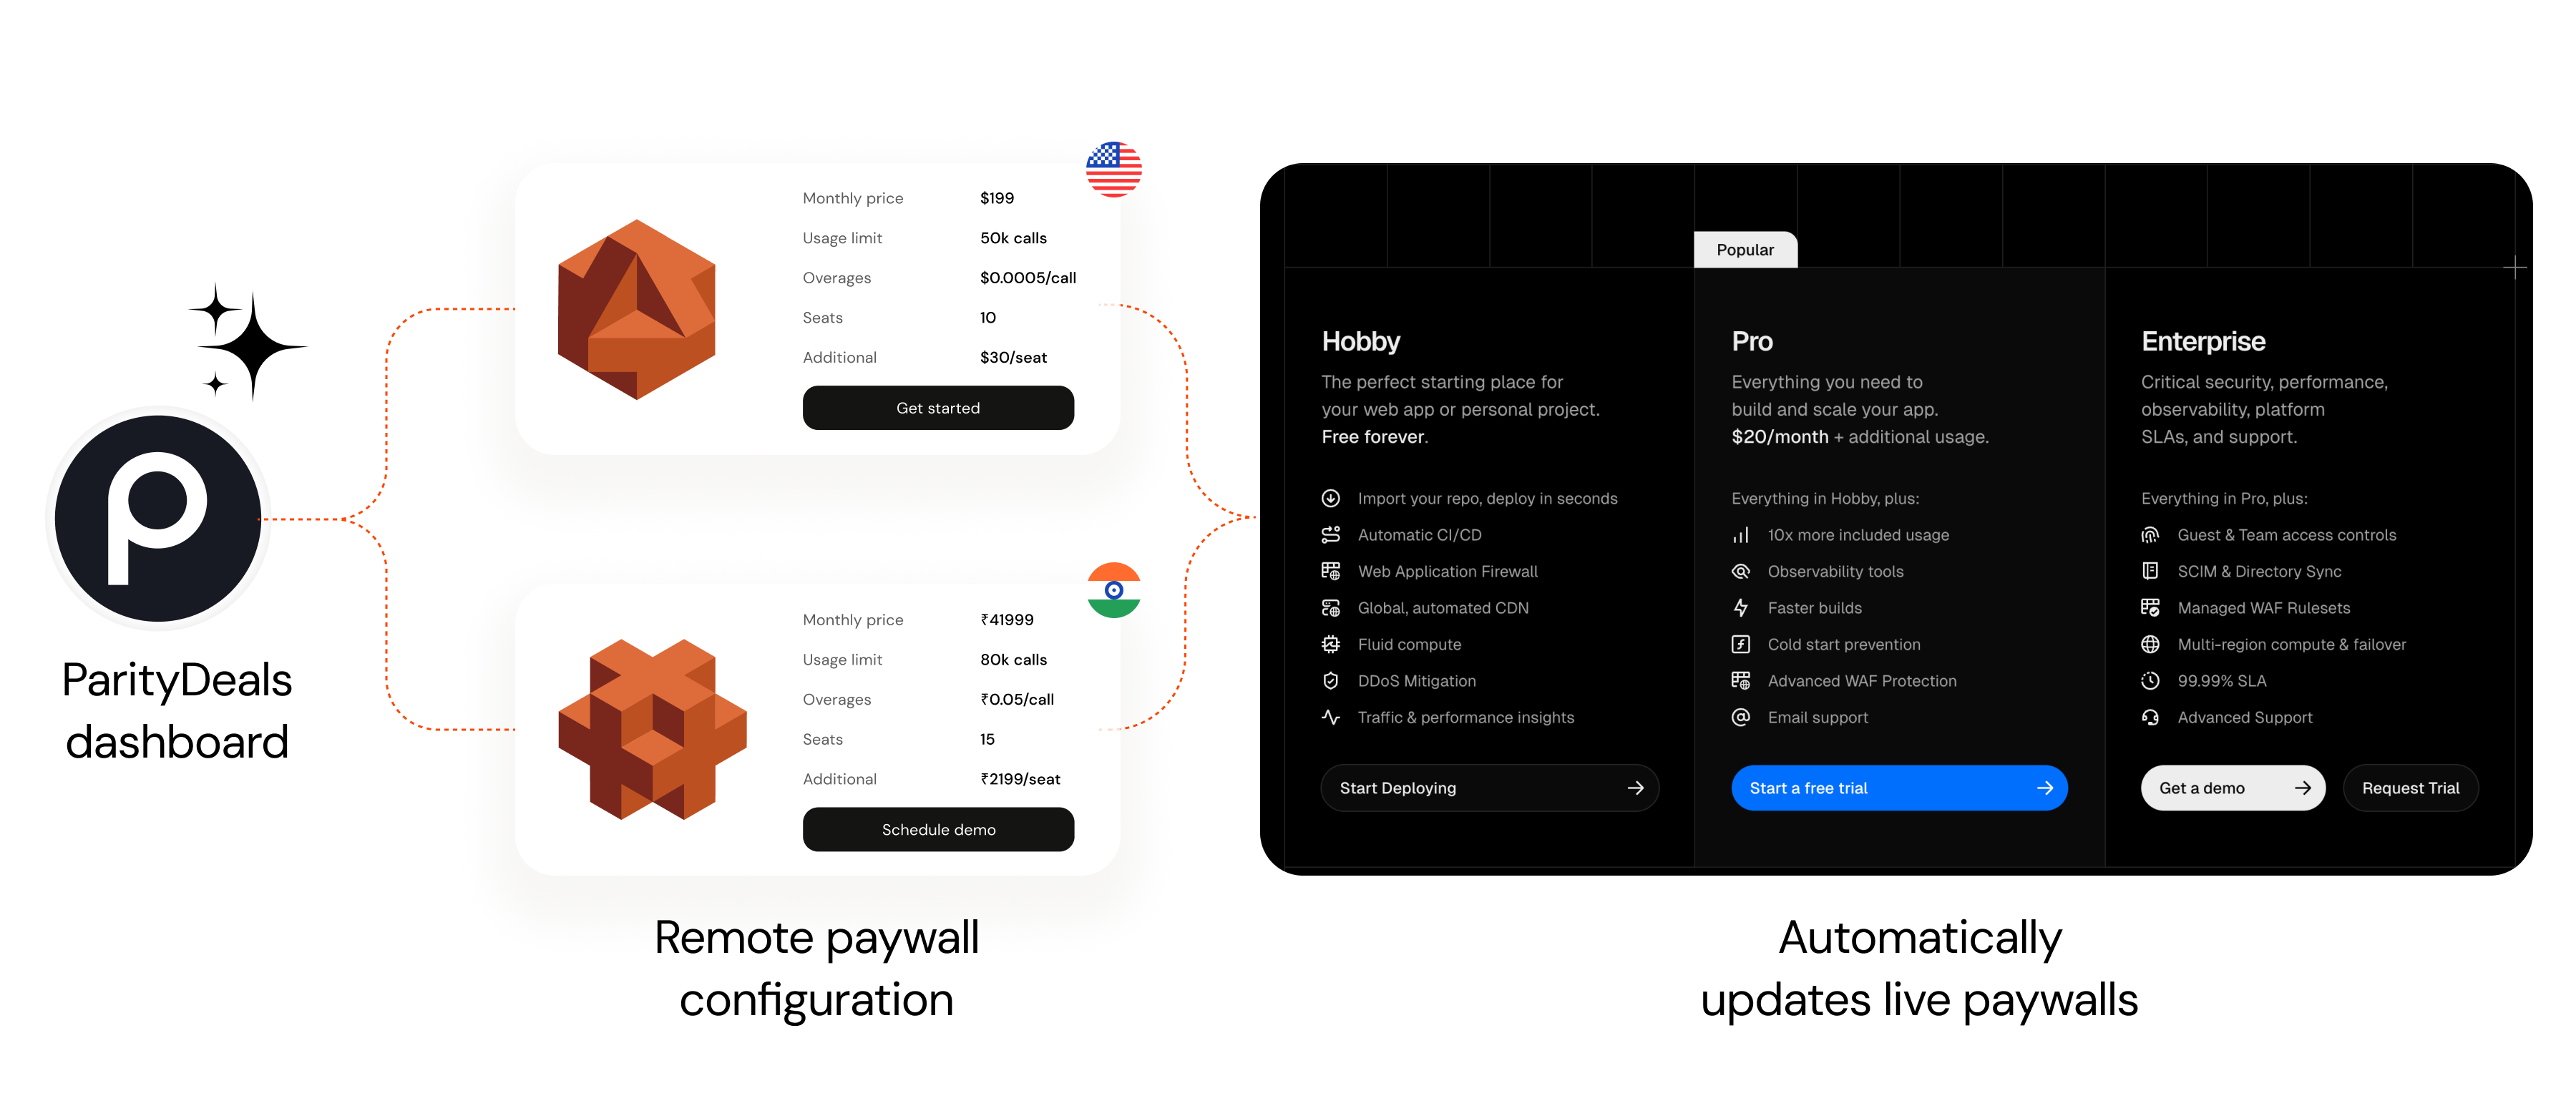 ParityDeals
dashboard
Monthly price $199
Usage limit 50k calls
Overages $0.0005/call
Seats 10
Additional $30/seat
Get started
Monthly price ₹41999
Usage limit 80k calls
Overages ₹0.05/call
Seats 15
Additional ₹2199/seat
Schedule demo
Remote paywall
configuration
Hobby
The perfect starting place for
your web app or personal project.
Free forever.
Import your repo, deploy in seconds
Automatic CI/CD
Web Application Firewall
Global, automated CDN
Fluid compute
DDoS Mitigation
Traffic & performance insights
Start Deploying
Popular
Pro
Everything you need to
build and scale your app.
$20/month + additional usage.
Everything in Hobby, plus:
10x more included usage
Observability tools
Faster builds
Cold start prevention
Advanced WAF Protection
Email support
Start a free trial
Enterprise
Critical security, performance,
observability, platform
SLAs, and support.
Everything in Pro, plus:
Guest & Team access controls
SCIM & Directory Sync
Managed WAF Rulesets
Multi-region compute & failover
99.99% SLA
Advanced Support
Get a demo
Request Trial
Automatically
updates live paywalls